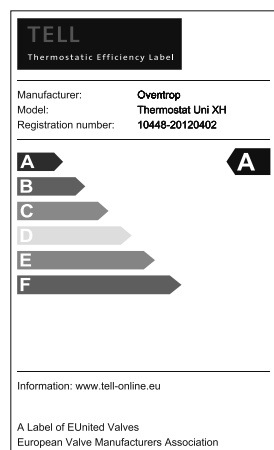 TELL
Thermostatic Efficiency Label
Manufacturer: Oventrop
Model: Thermostat Uni XH
Registration number: 10448-20120402
A A
B
C
D
E
F
Information: www.tell-online.eu
A Label of EUnited Valves
European Valve Manufacturers Association